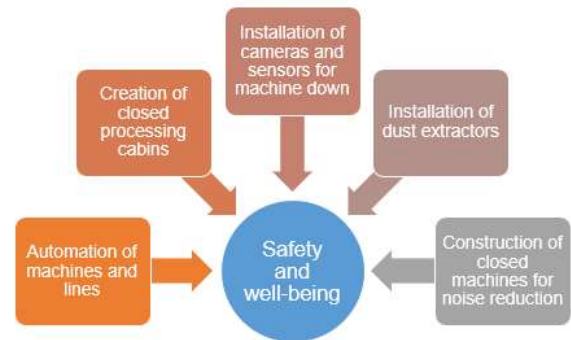 Installation of
cameras and
sensors for
machine down
Creation of
closed
processing
cabins
Installation of
dust extractors
Automation of
machines and
lines
Safety
and
well-being
Construction of
closed
machines for
noise reduction